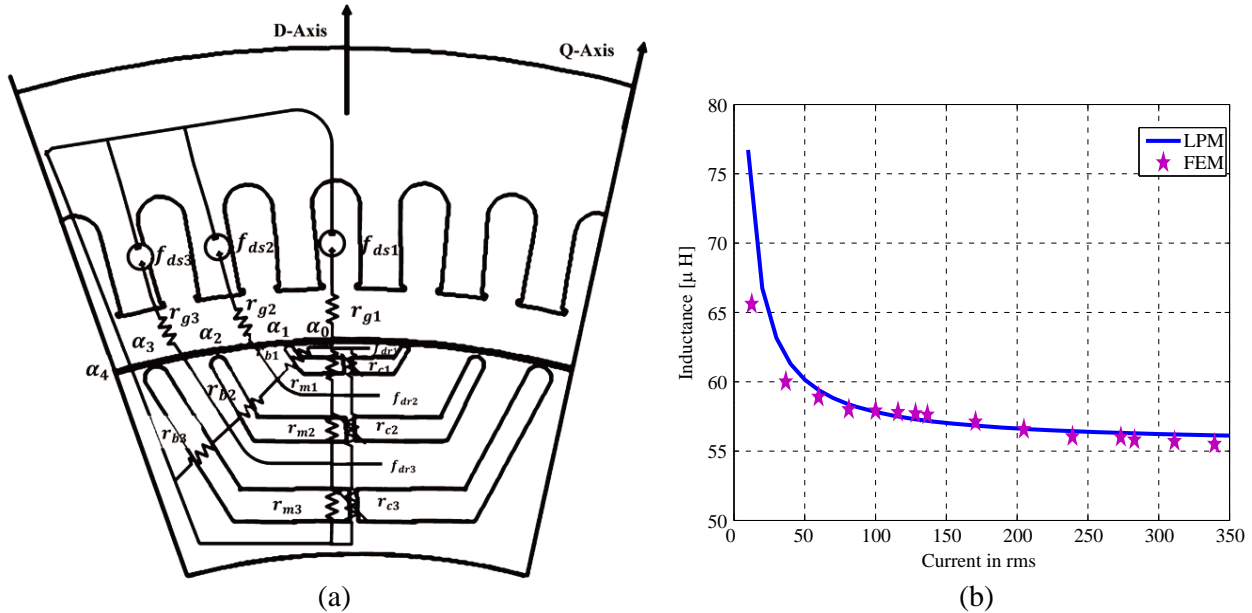 D-Axis
Q-Axis
f_ds3
f_ds2
f_ds1
r_g3
r_g2
r_g1
α_4
α_3
α_2
α_1
α_0
r_b1
dr
r_c1
r_m1
r_b2
f_dr2
r_b3
r_m2
r_c2
f_dr3
r_m3
r_c3
(a)
80
75
70
65
60
55
50
Inductance [µ H]
LPM
FEM
0
50
100
150
200
250
300
350
Current in rms
(b)